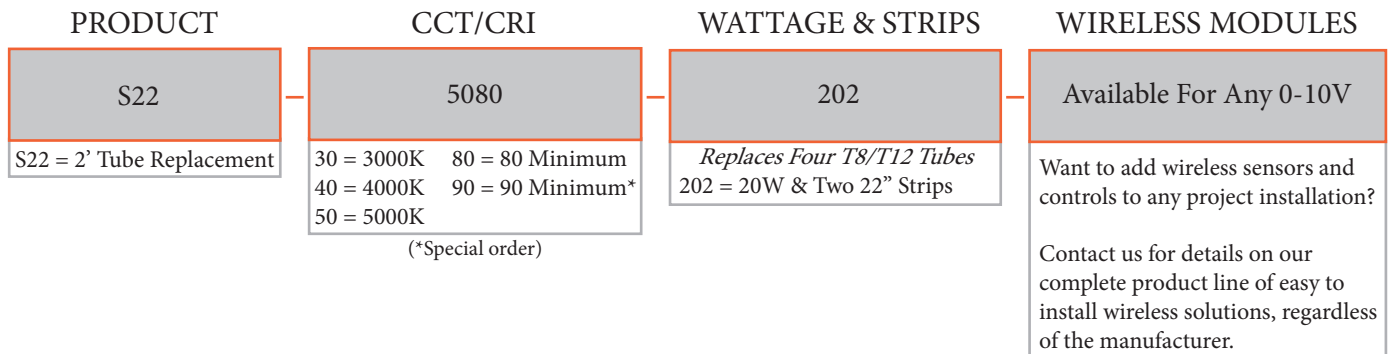 PRODUCT
S22
S22 = 2’ Tube Replacement
CCT/CRI
5080
30 = 3000K 80 = 80 Minimum
40 = 4000K 90 = 90 Minimum*
50 = 5000K
(*Special order)
WATTAGE & STRIPS
202
Replaces Four T8/T12 Tubes
202 = 20W & Two 22” Strips
WIRELESS MODULES
Available For Any 0-10V
Want to add wireless sensors and
controls to any project installation?
Contact us for details on our
complete product line of easy to
install wireless solutions, regardless
of the manufacturer.